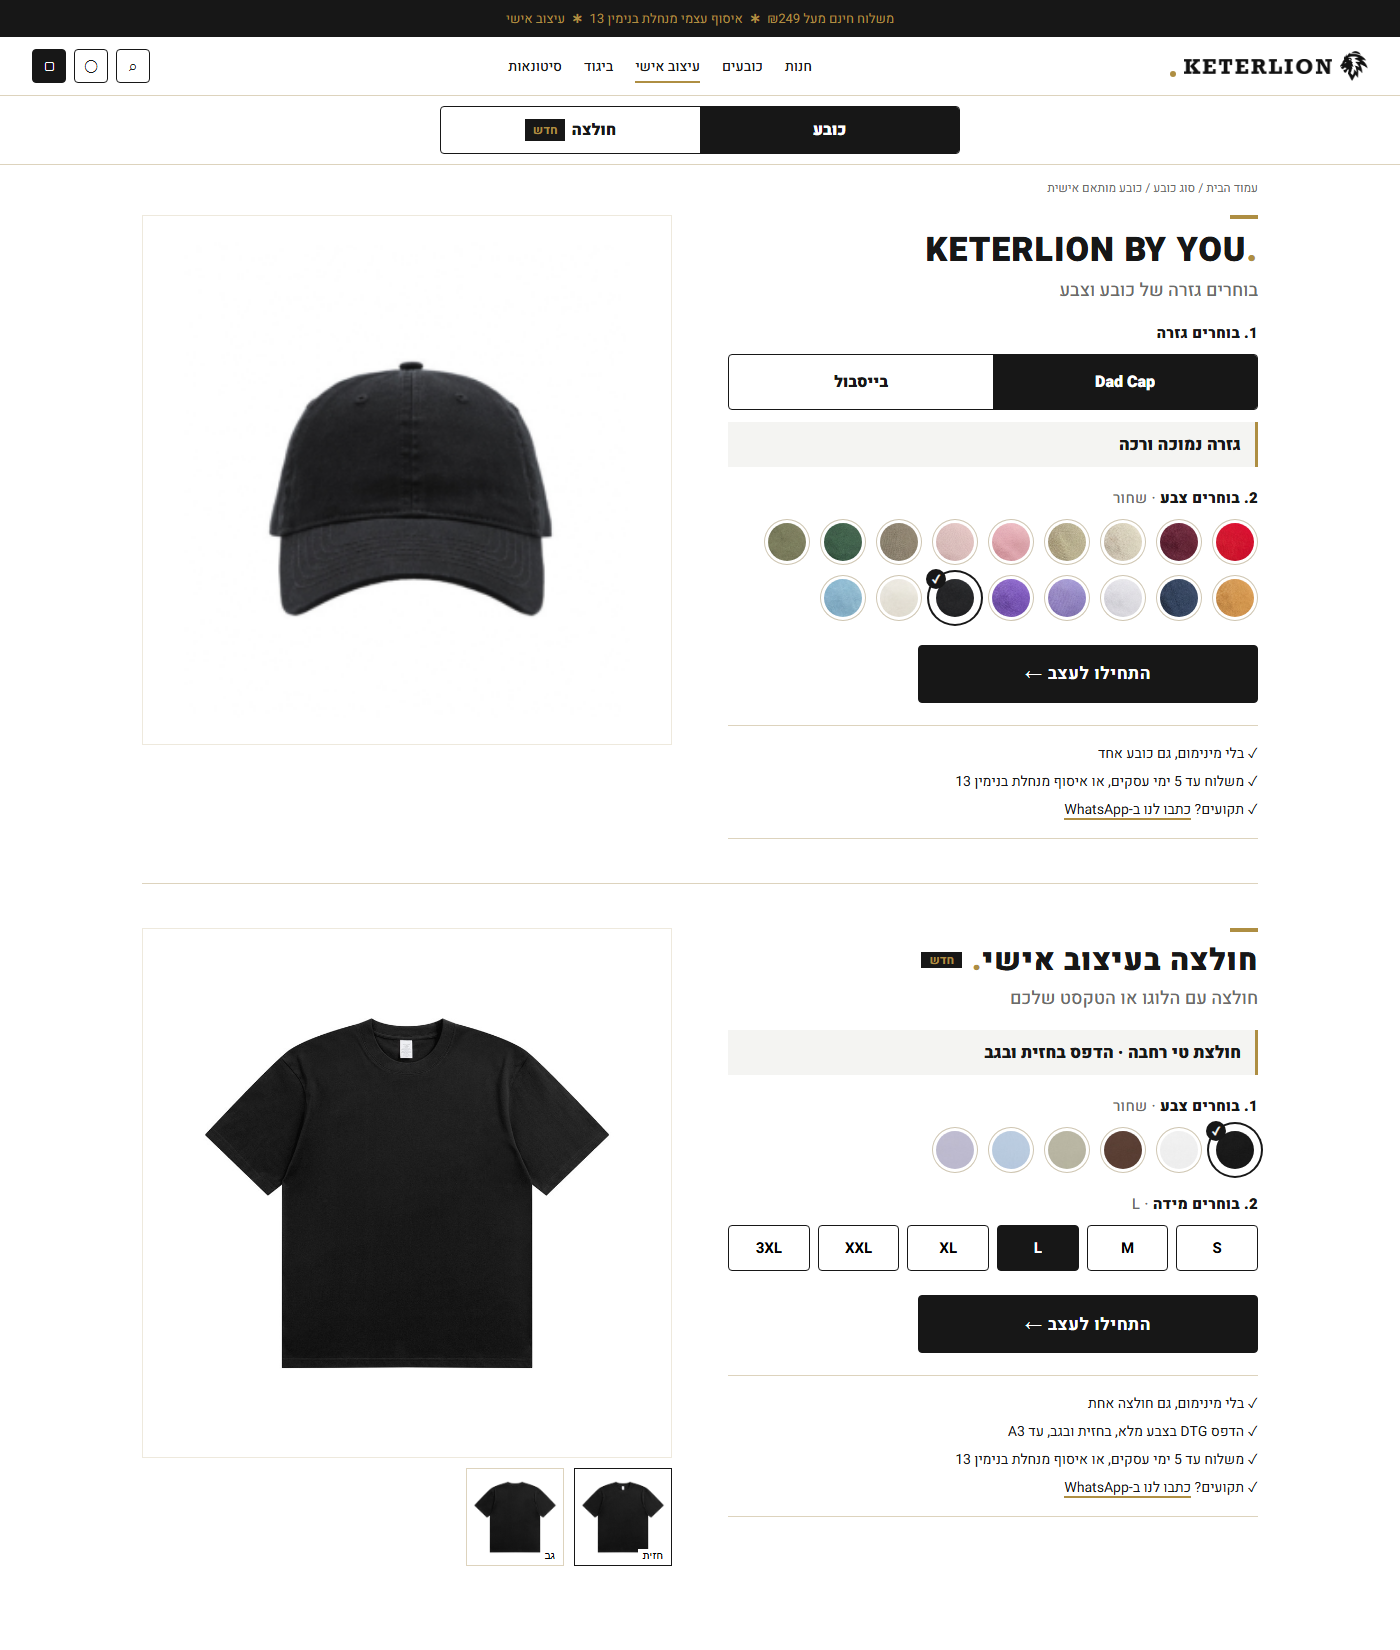 משלוח חינם מעל ₪249 ✱ איסוף עצמי מנחלת בנימין 13 ✱ עיצוב אישי
KETERLION.
חנות כובעים עיצוב אישי ביגוד סיטונאות
כובע
חולצה חדש
עמוד הבית / סוג כובע / כובע מותאם אישית
KETERLION BY YOU.
בוחרים גזרה של כובע וצבע
1. בוחרים גזרה
Dad Cap
בייסבול
גזרה נמוכה ורכה
2. בוחרים צבע · שחור
התחילו לעצב ←
✓ בלי מינימום, גם כובע אחד
✓ משלוח עד 5 ימי עסקים, או איסוף מנחלת בנימין 13
✓ תקועים? כתבו לנו ב-WhatsApp
חולצה בעיצוב אישי. חדש
חולצה עם הלוגו או הטקסט שלכם
חולצת טי רחבה · הדפס בחזית ובגב
1. בוחרים צבע · שחור
2. בוחרים מידה · L
S M L XL XXL 3XL
התחילו לעצב ←
✓ בלי מינימום, גם חולצה אחת
✓ הדפס DTG בצבע מלא, בחזית ובגב, עד A3
✓ משלוח עד 5 ימי עסקים, או איסוף מנחלת בנימין 13
✓ תקועים? כתבו לנו ב-WhatsApp
חזית
גב